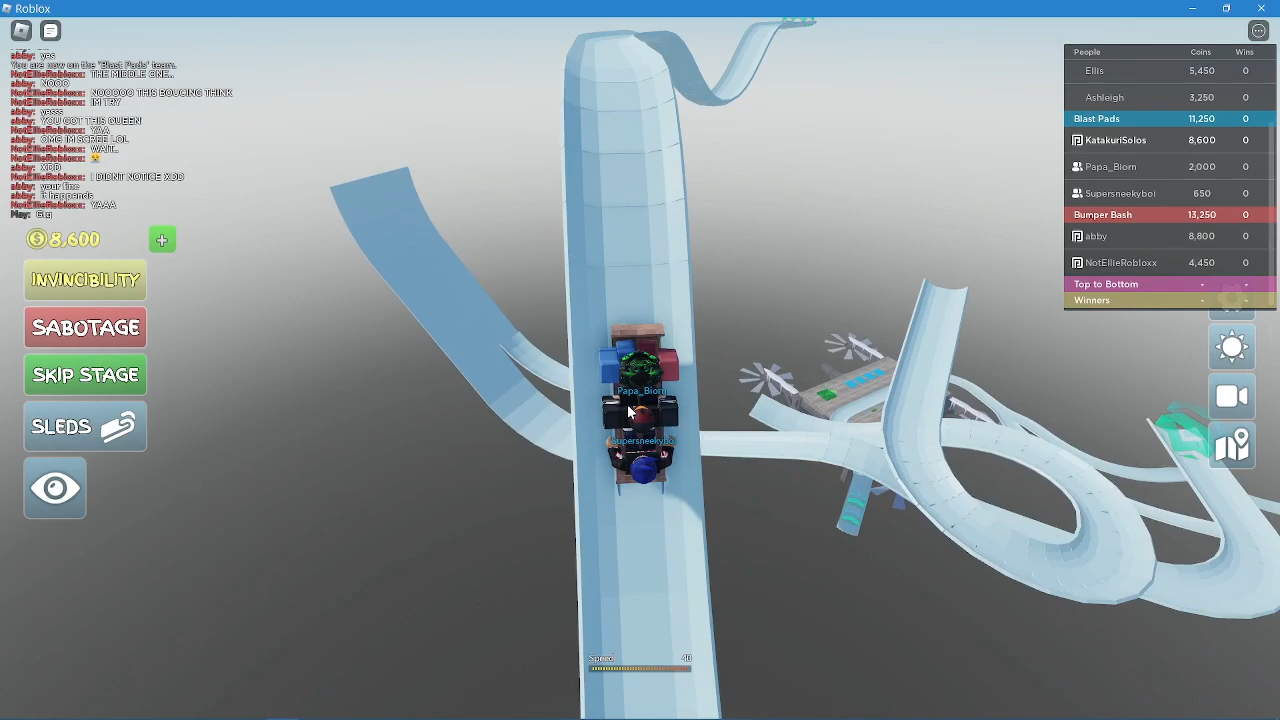 Roblox
abby: yes
You are now on the 'Blast Pads' team.
NotEllieRobloxx: THE MIDDLE ONE..
abby: NOOO
NotEllieRobloxx: NOOOOO THIS BOUCING THINK
NotEllieRobloxx: IM TRY
abby: yesss
abby: YOU GOT THIS QUEEN
NotEllieRobloxx: YAA
abby: OMG IM SCREE LOL
NotEllieRobloxx: WAIT..
NotEllieRobloxx: 
abby: XDD
NotEllieRobloxx: I DIDNT NOTICE XDD
abby: your fine
abby: it happends
NotEllieRobloxx: YAAA
May: Gig
8,600 +
INVINCIBILITY
SABOTAGE
SKIP STAGE
SLEDS
Papa_Biorn
Supersneekyboi
Speed 40
People Coins Wins
Ellis 5,450 0
Ashleigh 3,250 0
Blast Pads 11,250 0
KatakuriSolos 8,600 0
Papa_Biorn 2,000 0
Supersneekyboi 650 0
Bumper Bash 13,250 0
abby 8,800 0
NotEllieRobloxx 4,450 0
Top to Bottom - -
Winners - -